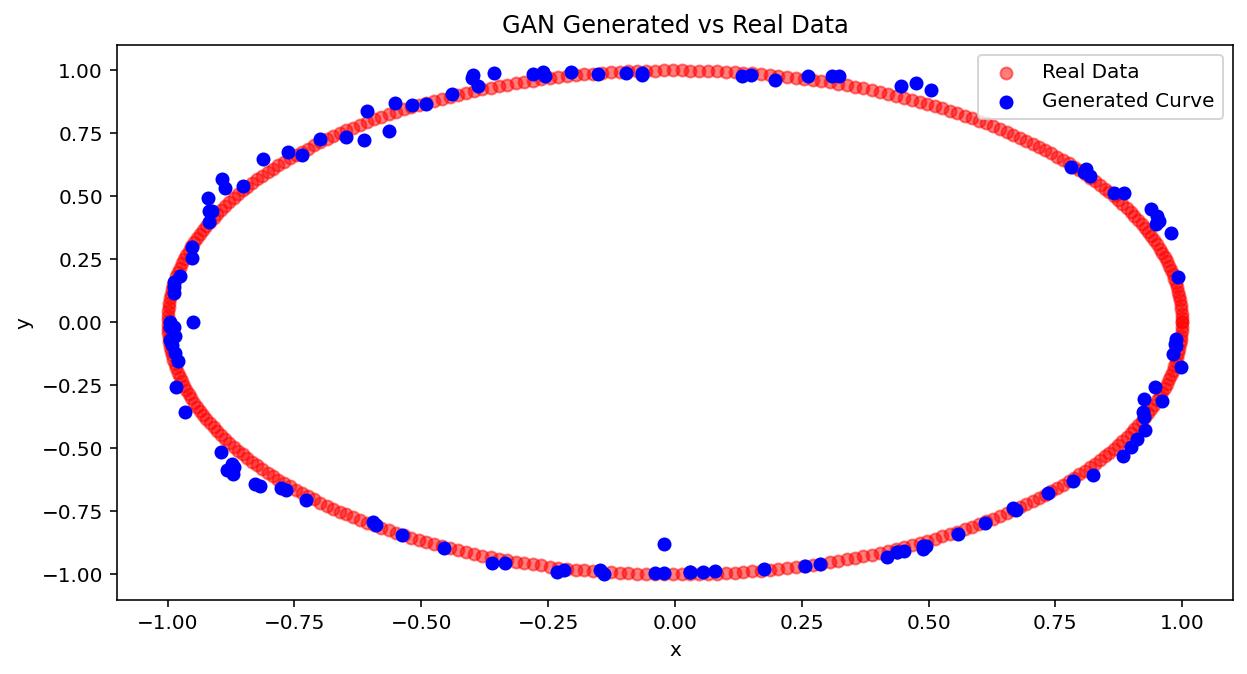 GAN Generated vs Real Data
Real Data
Generated Curve
1.00
0.75
0.50
0.25
0.00
−0.25
−0.50
−0.75
−1.00
y
−1.00 −0.75 −0.50 −0.25 0.00 0.25 0.50 0.75 1.00
x